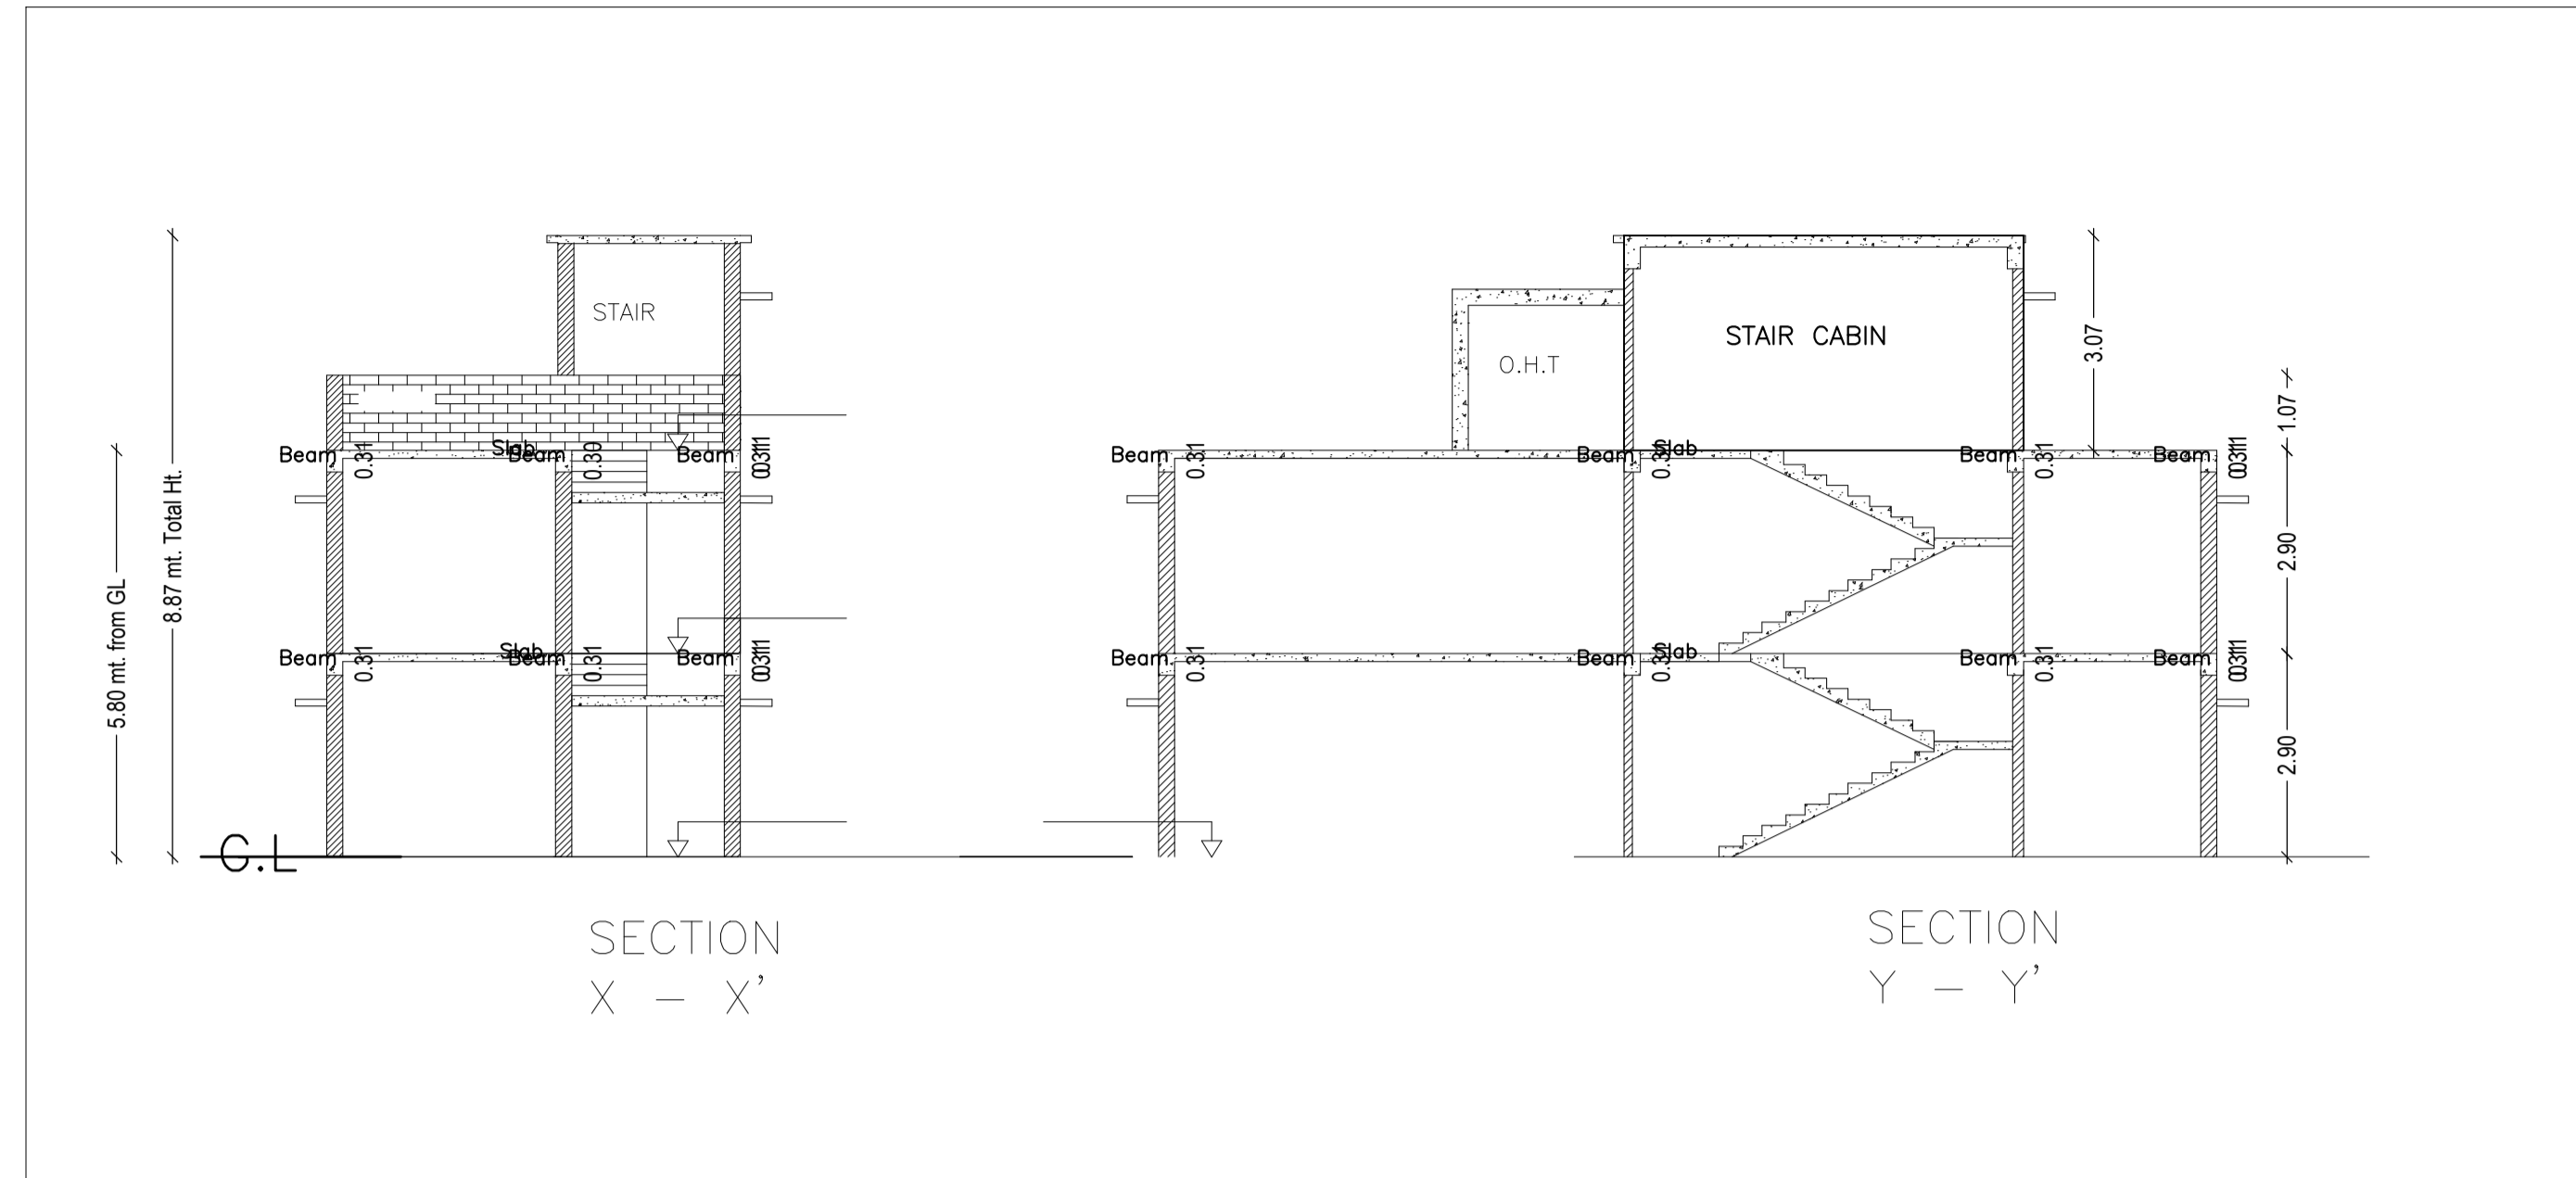 STAIR
8.87 mt. Total Ht.
5.80 mt. from GL
Beam
0.31
Slab
Beam
0.30
Beam
Beam
0.31
Slab
Beam
0.31
Beam
G.L
SECTION
X - X'
STAIR CABIN
O.H.T
3.07
1.07
Beam
0.31
Beam
Slab
Beam
0.31
Beam
2.90
Beam
0.31
Beam
Slab
Beam
0.31
Beam
2.90
SECTION
Y - Y'